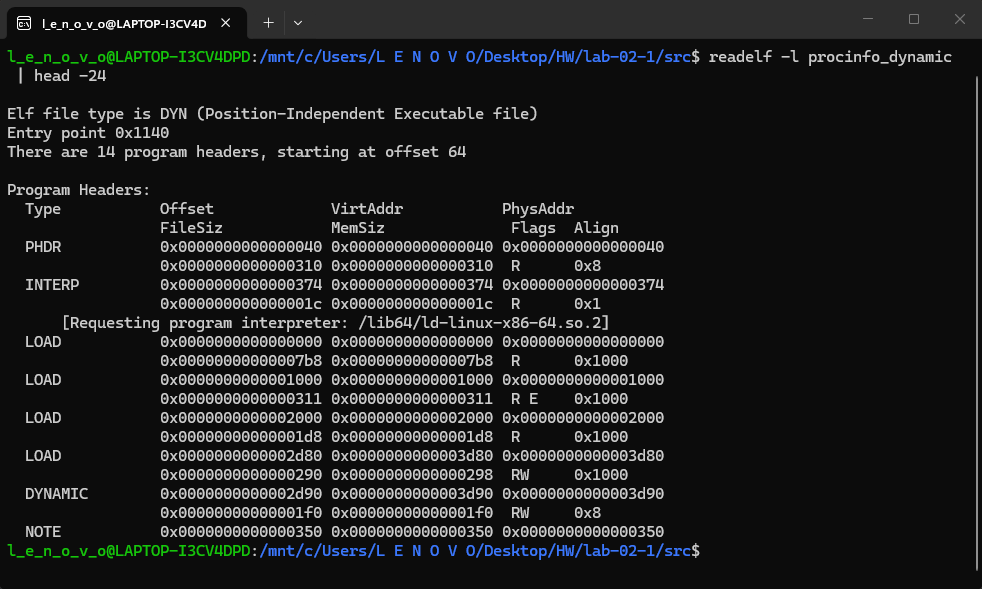 l_e_n_o_v_o@LAPTOP-I3CV4D
l_e_n_o_v_o@LAPTOP-I3CV4DPD:/mnt/c/Users/L E N O V O/Desktop/HW/lab-02-1/src$ readelf -l procinfo_dynamic
 | head -24

Elf file type is DYN (Position-Independent Executable file)
Entry point 0x1140
There are 14 program headers, starting at offset 64

Program Headers:
  Type           Offset             VirtAddr           PhysAddr
                 FileSiz            MemSiz              Flags  Align
  PHDR           0x0000000000000040 0x0000000000000040 0x0000000000000040
                 0x0000000000000310 0x0000000000000310  R      0x8
  INTERP         0x0000000000000374 0x0000000000000374 0x0000000000000374
                 0x000000000000001c 0x000000000000001c  R      0x1
      [Requesting program interpreter: /lib64/ld-linux-x86-64.so.2]
  LOAD           0x0000000000000000 0x0000000000000000 0x0000000000000000
                 0x00000000000007b8 0x00000000000007b8  R      0x1000
  LOAD           0x0000000000001000 0x0000000000001000 0x0000000000001000
                 0x0000000000000311 0x0000000000000311  R E    0x1000
  LOAD           0x0000000000002000 0x0000000000002000 0x0000000000002000
                 0x00000000000001d8 0x00000000000001d8  R      0x1000
  LOAD           0x0000000000002d80 0x0000000000003d80 0x0000000000003d80
                 0x0000000000000290 0x0000000000000298  RW     0x1000
  DYNAMIC        0x0000000000002d90 0x0000000000003d90 0x0000000000003d90
                 0x00000000000001f0 0x00000000000001f0  RW     0x8
  NOTE           0x0000000000000350 0x0000000000000350 0x0000000000000350
l_e_n_o_v_o@LAPTOP-I3CV4DPD:/mnt/c/Users/L E N O V O/Desktop/HW/lab-02-1/src$